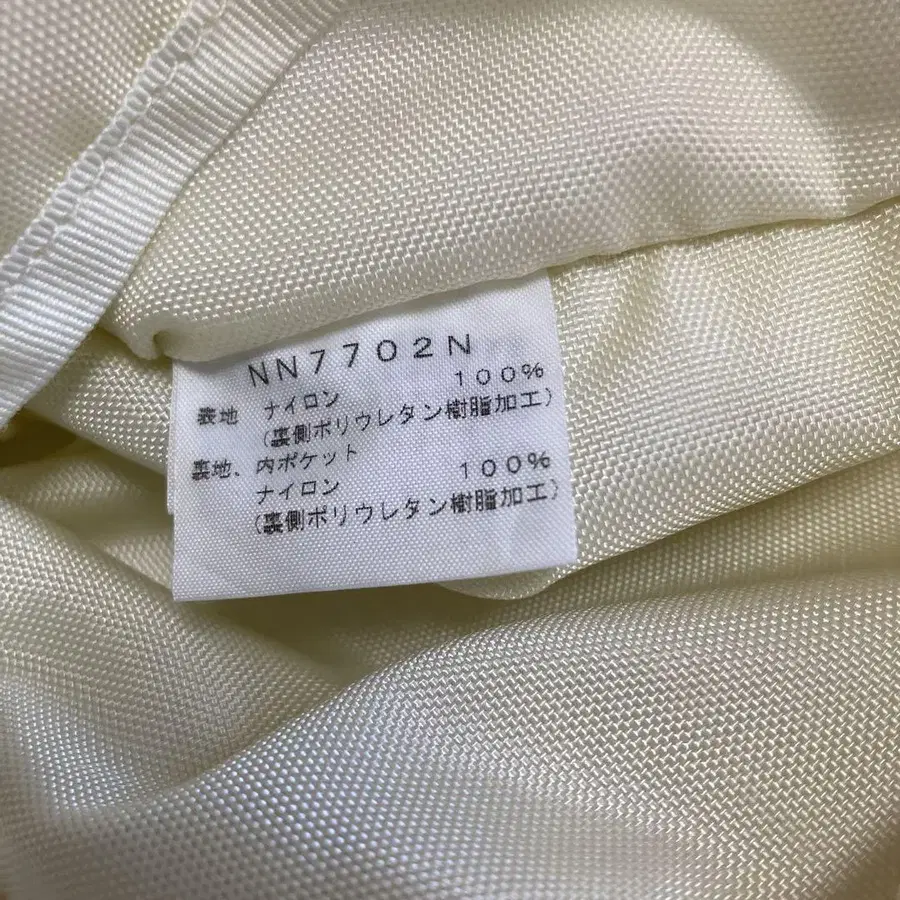 NN7702N
表地 ナイロン 100%
(裏側ポリウレタン樹脂加工)
裏地、内ポケット
ナイロン 100%
(裏側ポリウレタン樹脂加工)